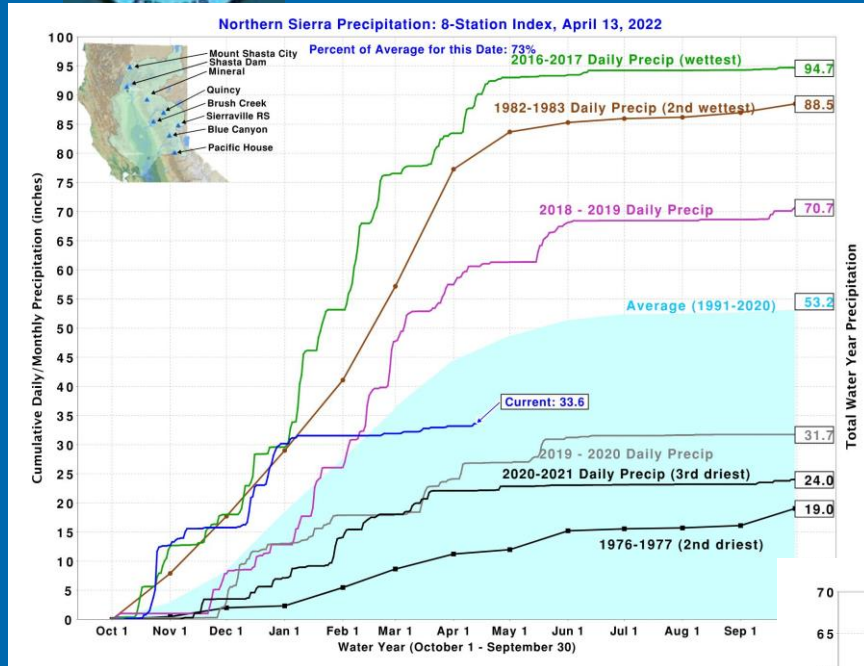 Northern Sierra Precipitation: 8-Station Index, April 13, 2022
Percent of Average for this Date: 73%
Mount Shasta City
Shasta Dam
Mineral
Quincy
Brush Creek
Sierraville RS
Blue Canyon
Pacific House
2016-2017 Daily Precip (wettest)
94.7
1982-1983 Daily Precip (2nd wettest)
88.5
2018 - 2019 Daily Precip
70.7
Average (1991-2020)
53.2
Current: 33.6
2019 - 2020 Daily Precip
31.7
2020-2021 Daily Precip (3rd driest)
24.0
19.0
1976-1977 (2nd driest)
Cumulative Daily/Monthly Precipitation (inches)
100
95
90
85
80
75
70
65
60
55
50
45
40
35
30
25
20
15
10
5
0
Total Water Year Precipitation
Oct 1 Nov 1 Dec 1 Jan 1 Feb 1 Mar 1 Apr 1 May 1 Jun 1 Jul 1 Aug 1 Sep 1
Water Year (October 1 - September 30)
70
65